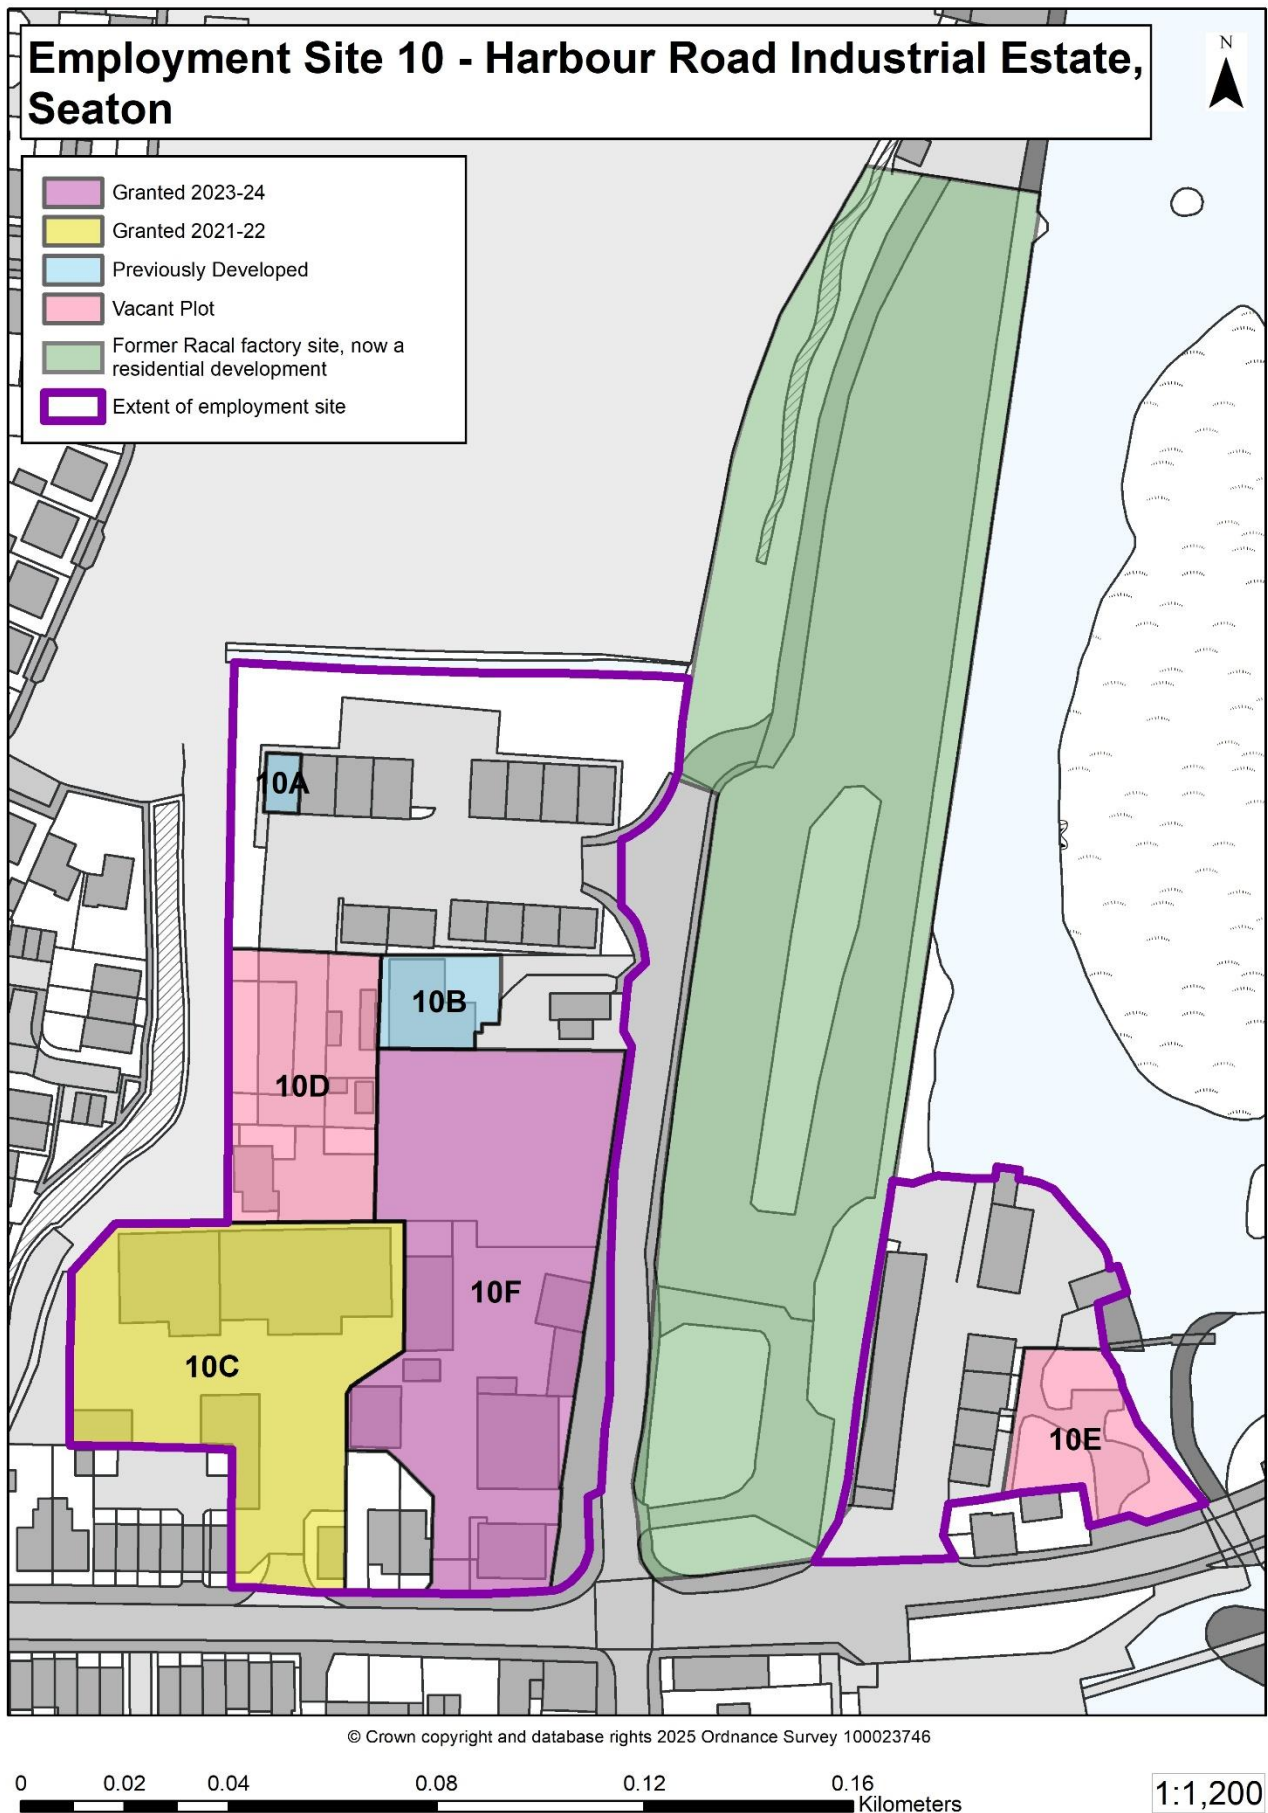 Employment Site 10 - Harbour Road Industrial Estate,
Seaton
N
Granted 2023-24
Granted 2021-22
Previously Developed
Vacant Plot
Former Racal factory site, now a
residential development
Extent of employment site
10A
10B
10D
10F
10C
10E
© Crown copyright and database rights 2025 Ordnance Survey 100023746
0 0.02 0.04 0.08 0.12 0.16
Kilometers
1:1,200